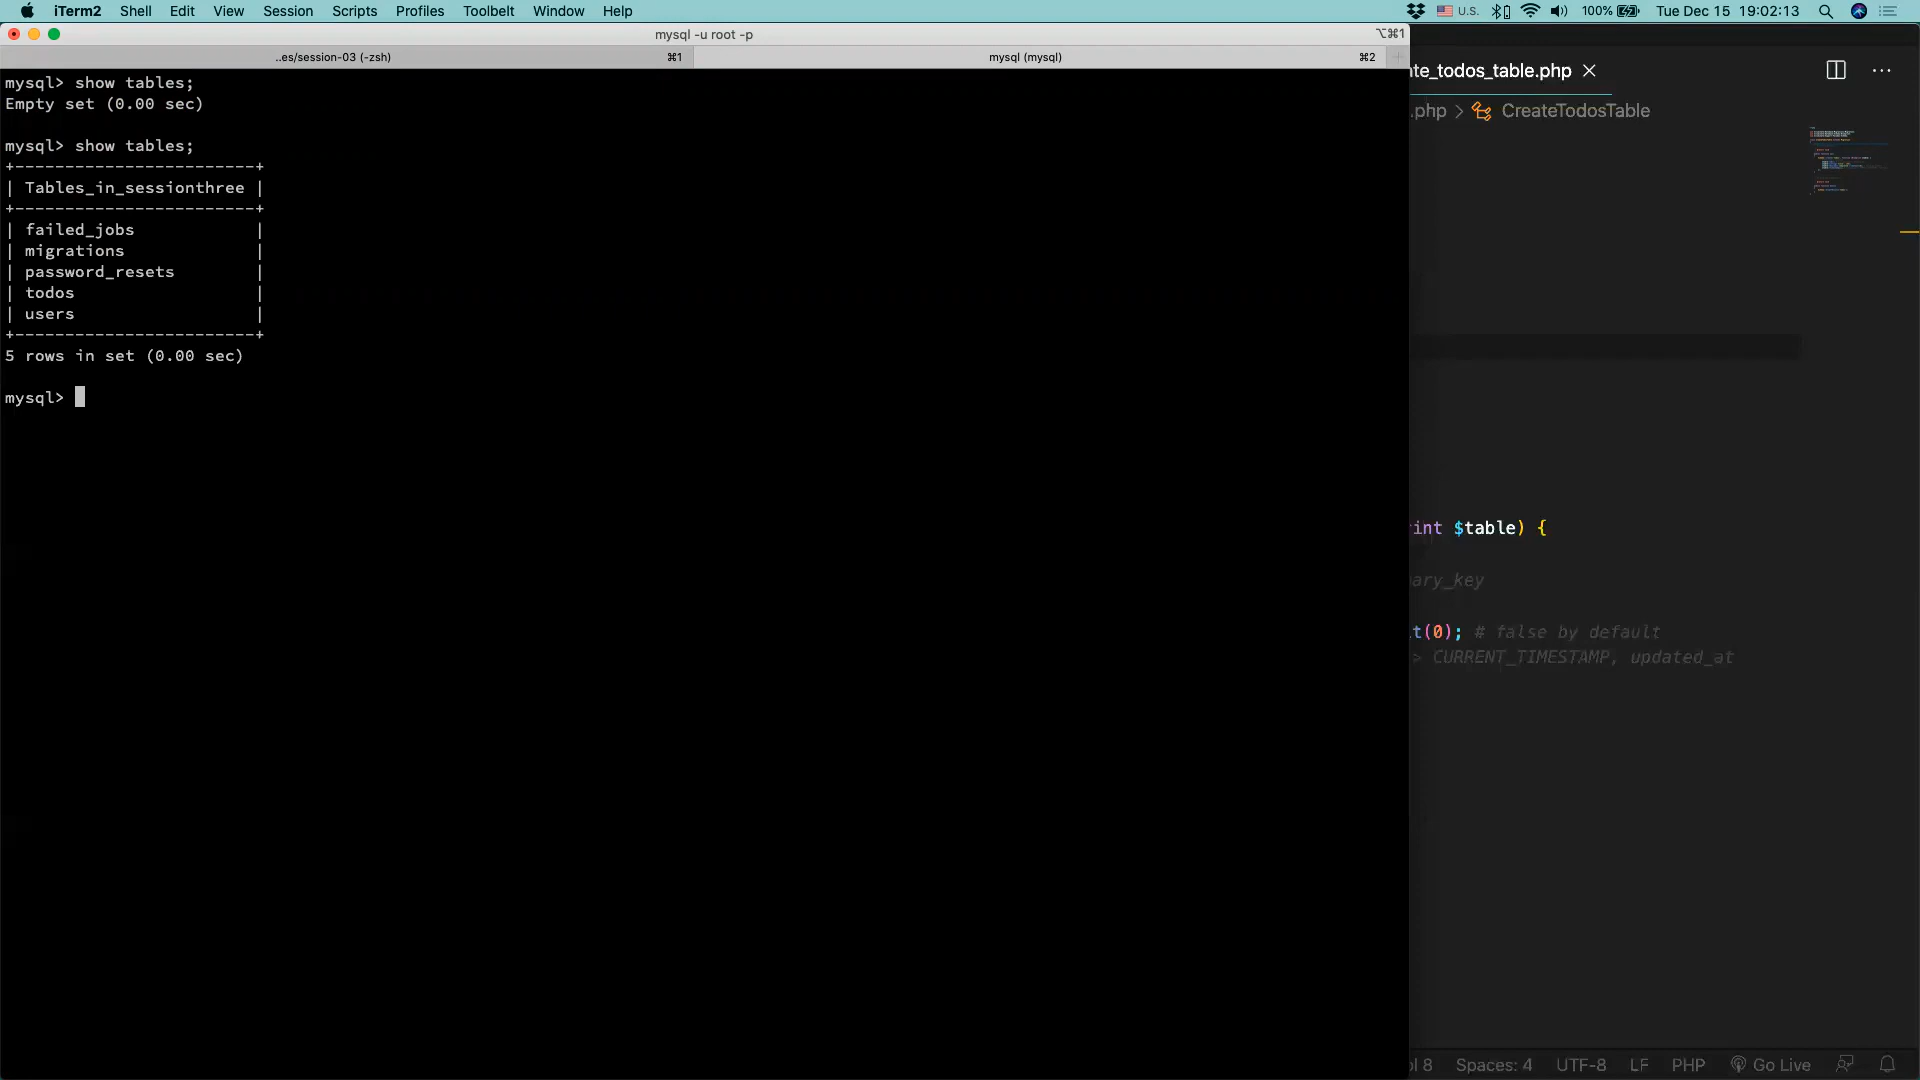 iTerm2 Shell Edit View Session Scripts Profiles Toolbelt Window Help U.S. 100% Tue Dec 15 19:02:13
mysql -u root -p ⌥⌘1
..es/session-03 (-zsh) ⌘1 mysql (mysql) ⌘2
te_todos_table.php
.php > CreateTodosTable
mysql> show tables;
Empty set (0.00 sec)
mysql> show tables;
+------------------------+
| Tables_in_sessionthree |
+------------------------+
| failed_jobs            |
| migrations             |
| password_resets        |
| todos                  |
| users                  |
+------------------------+
5 rows in set (0.00 sec)
mysql>
int $table) {
ary_key
t(0); # false by default
> CURRENT_TIMESTAMP, updated_at
ol 8 Spaces: 4 UTF-8 LF PHP Go Live